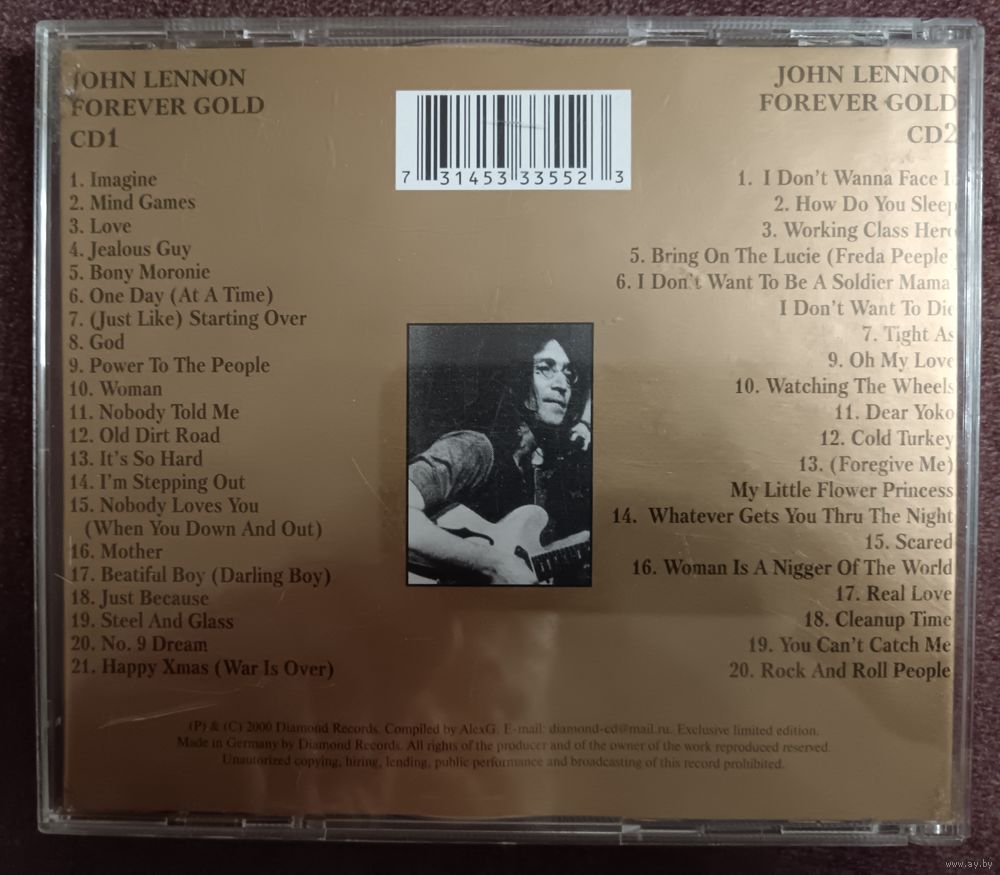 JOHN LENNON
FOREVER GOLD
CD1
1. Imagine
2. Mind Games
3. Love
4. Jealous Guy
5. Bony Moronie
6. One Day (At A Time)
7. (Just Like) Starting Over
8. God
9. Power To The People
10. Woman
11. Nobody Told Me
12. Old Dirt Road
13. It's So Hard
14. I'm Stepping Out
15. Nobody Loves You
(When You Down And Out)
16. Mother
17. Beatiful Boy (Darling Boy)
18. Just Because
19. Steel And Glass
20. No. 9 Dream
21. Happy Xmas (War Is Over)
7 31453 33552 3
JOHN LENNON
FOREVER GOLD
CD2
1. I Don't Wanna Face I
2. How Do You Sleep
3. Working Class Hero
5. Bring On The Lucie (Freda Peeple
6. I Don't Want To Be A Soldier Mama
I Don't Want To Die
7. Tight As
9. Oh My Love
10. Watching The Wheels
11. Dear Yoko
12. Cold Turkey
13. (Foregive Me)
My Little Flower Princess
14. Whatever Gets You Thru The Night
15. Scared
16. Woman Is A Nigger Of The World
17. Real Love
18. Cleanup Time
19. You Can't Catch Me
20. Rock And Roll People
(P) & (C) 2000 Diamond Records. Compiled by AlexG. E-mail: diamond-cd@mail.ru. Exclusive limited edition.
Made in Germany by Diamond Records. All rights of the producer and of the owner of the work reproduced reserved.
Unautorized copying, hiring, lending, public performance and broadcasting of this record prohibited.
www.ay.by